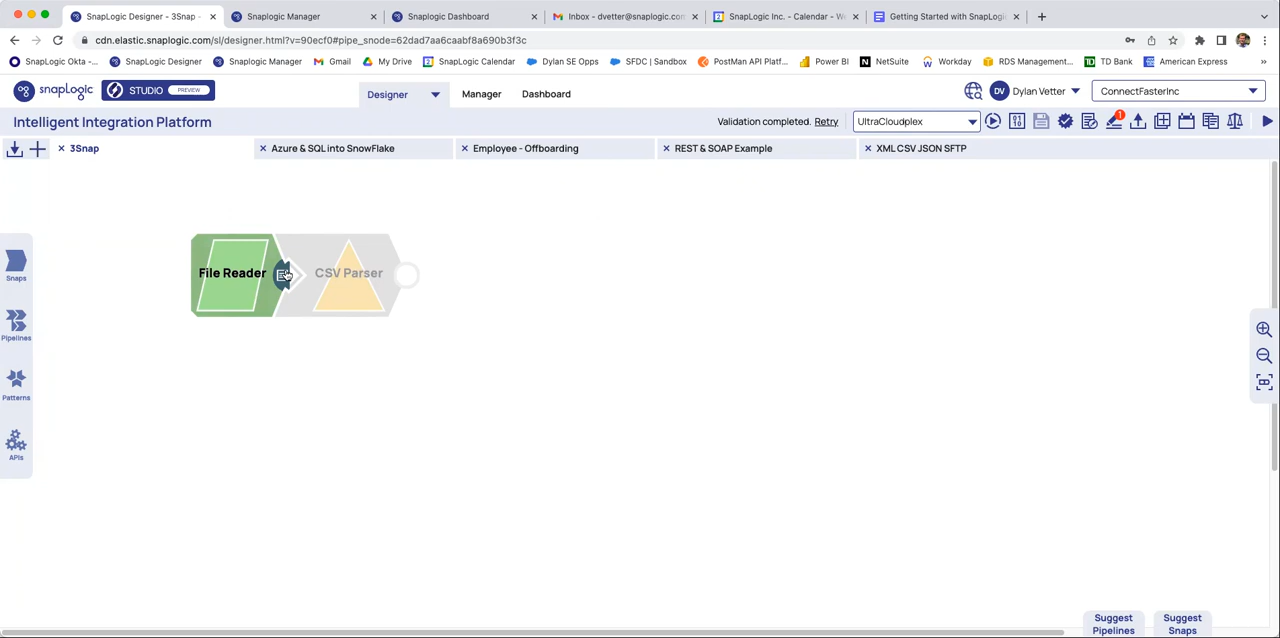 SnapLogic Designer - 3Snap -
Snaplogic Manager
Snaplogic Dashboard
Inbox - dvetter@snaplogic.con
SnapLogic Inc. - Calendar - We
Getting Started with SnapLogi
cdn.elastic.snaplogic.com/sl/designer.html?v=90ecf0#pipe_snode=62dad7aa6caabf8a690b3f3c
SnapLogic Okta -...
SnapLogic Designer
Snaplogic Manager
Gmail
My Drive
SnapLogic Calendar
Dylan SE Opps
SFDC | Sandbox
PostMan API Platf...
Power BI
NetSuite
Workday
RDS Management...
TD Bank
American Express
»
snapLogic
STUDIO PREVIEW
Designer
Manager
Dashboard
DV
Dylan Vetter
ConnectFasterInc
Intelligent Integration Platform
Validation completed. Retry
UltraCloudplex
1
3Snap
Azure & SQL into SnowFlake
Employee - Offboarding
REST & SOAP Example
XML CSV JSON SFTP
Snaps
Pipelines
Patterns
APIs
File Reader
CSV Parser
Suggest
Pipelines
Suggest
Snaps